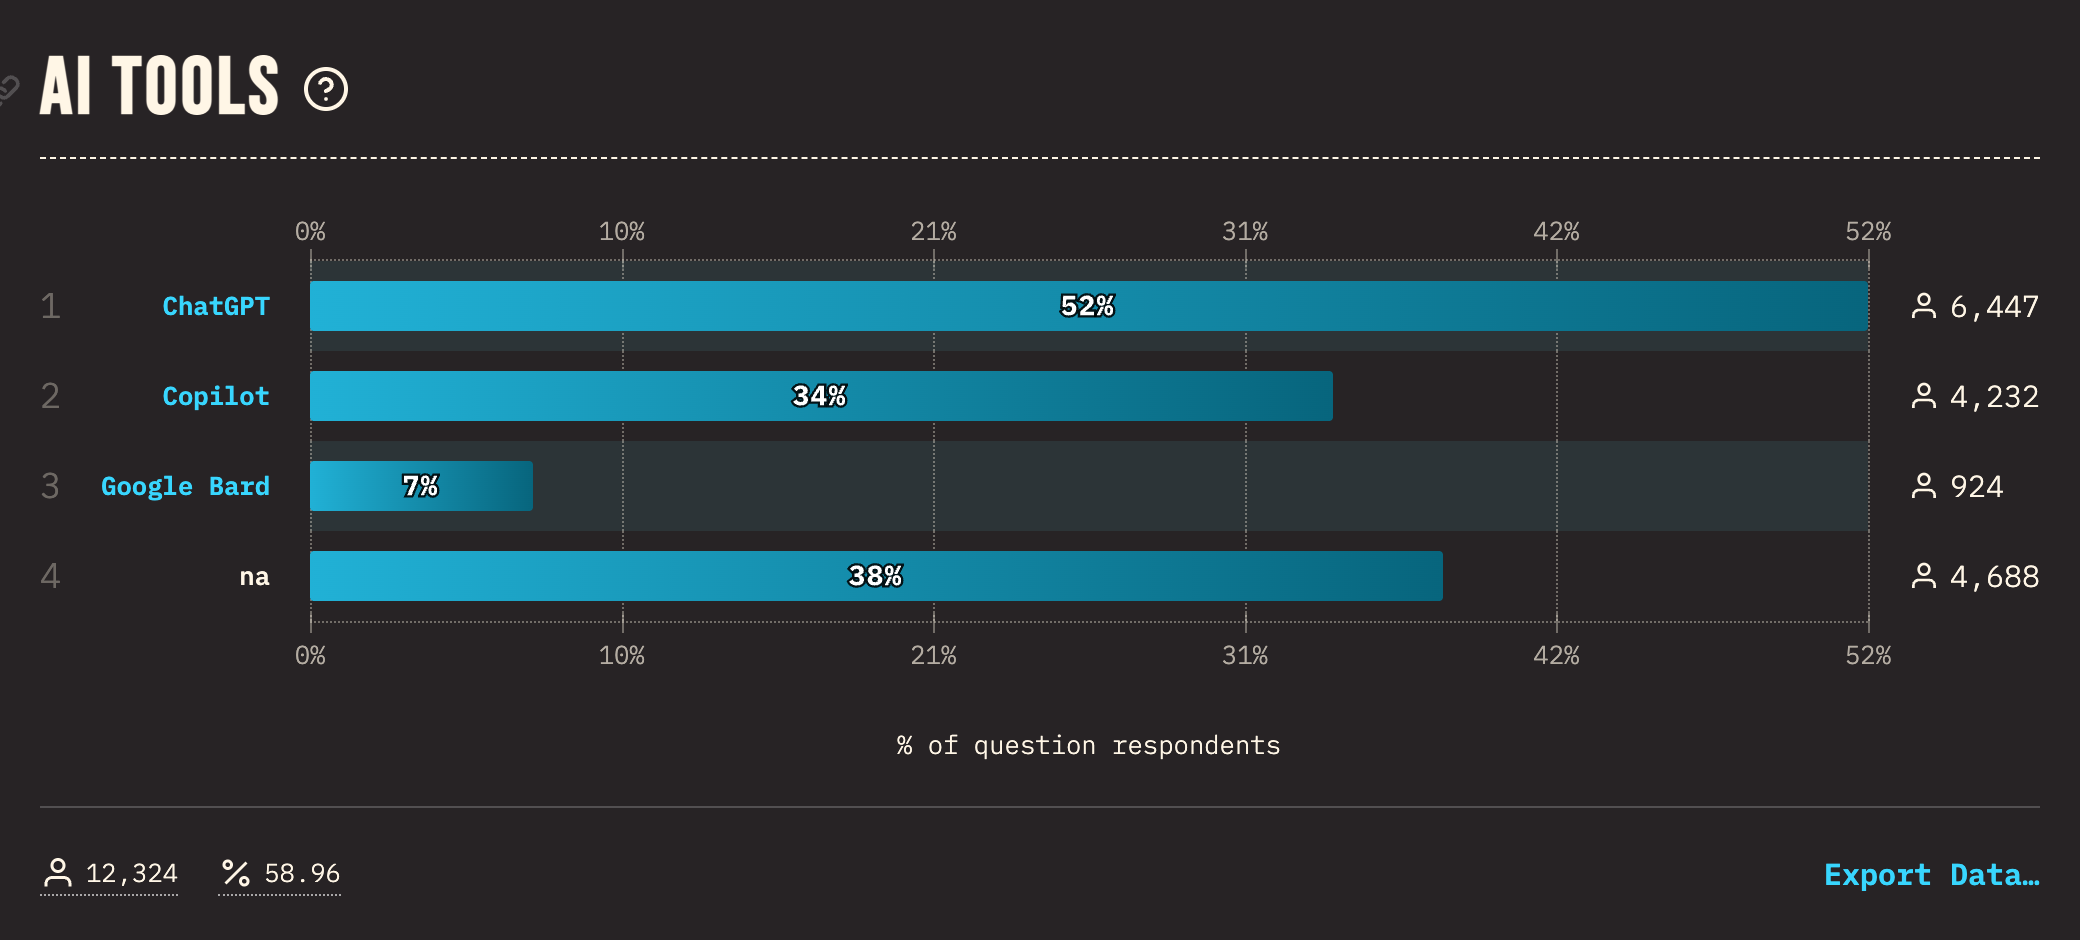 AI TOOLS ?
0% 10% 21% 31% 42% 52%
1 ChatGPT 52% 6,447
2 Copilot 34% 4,232
3 Google Bard 7% 924
4 na 38% 4,688
0% 10% 21% 31% 42% 52%
% of question respondents
12,324 % 58.96 Export Data…